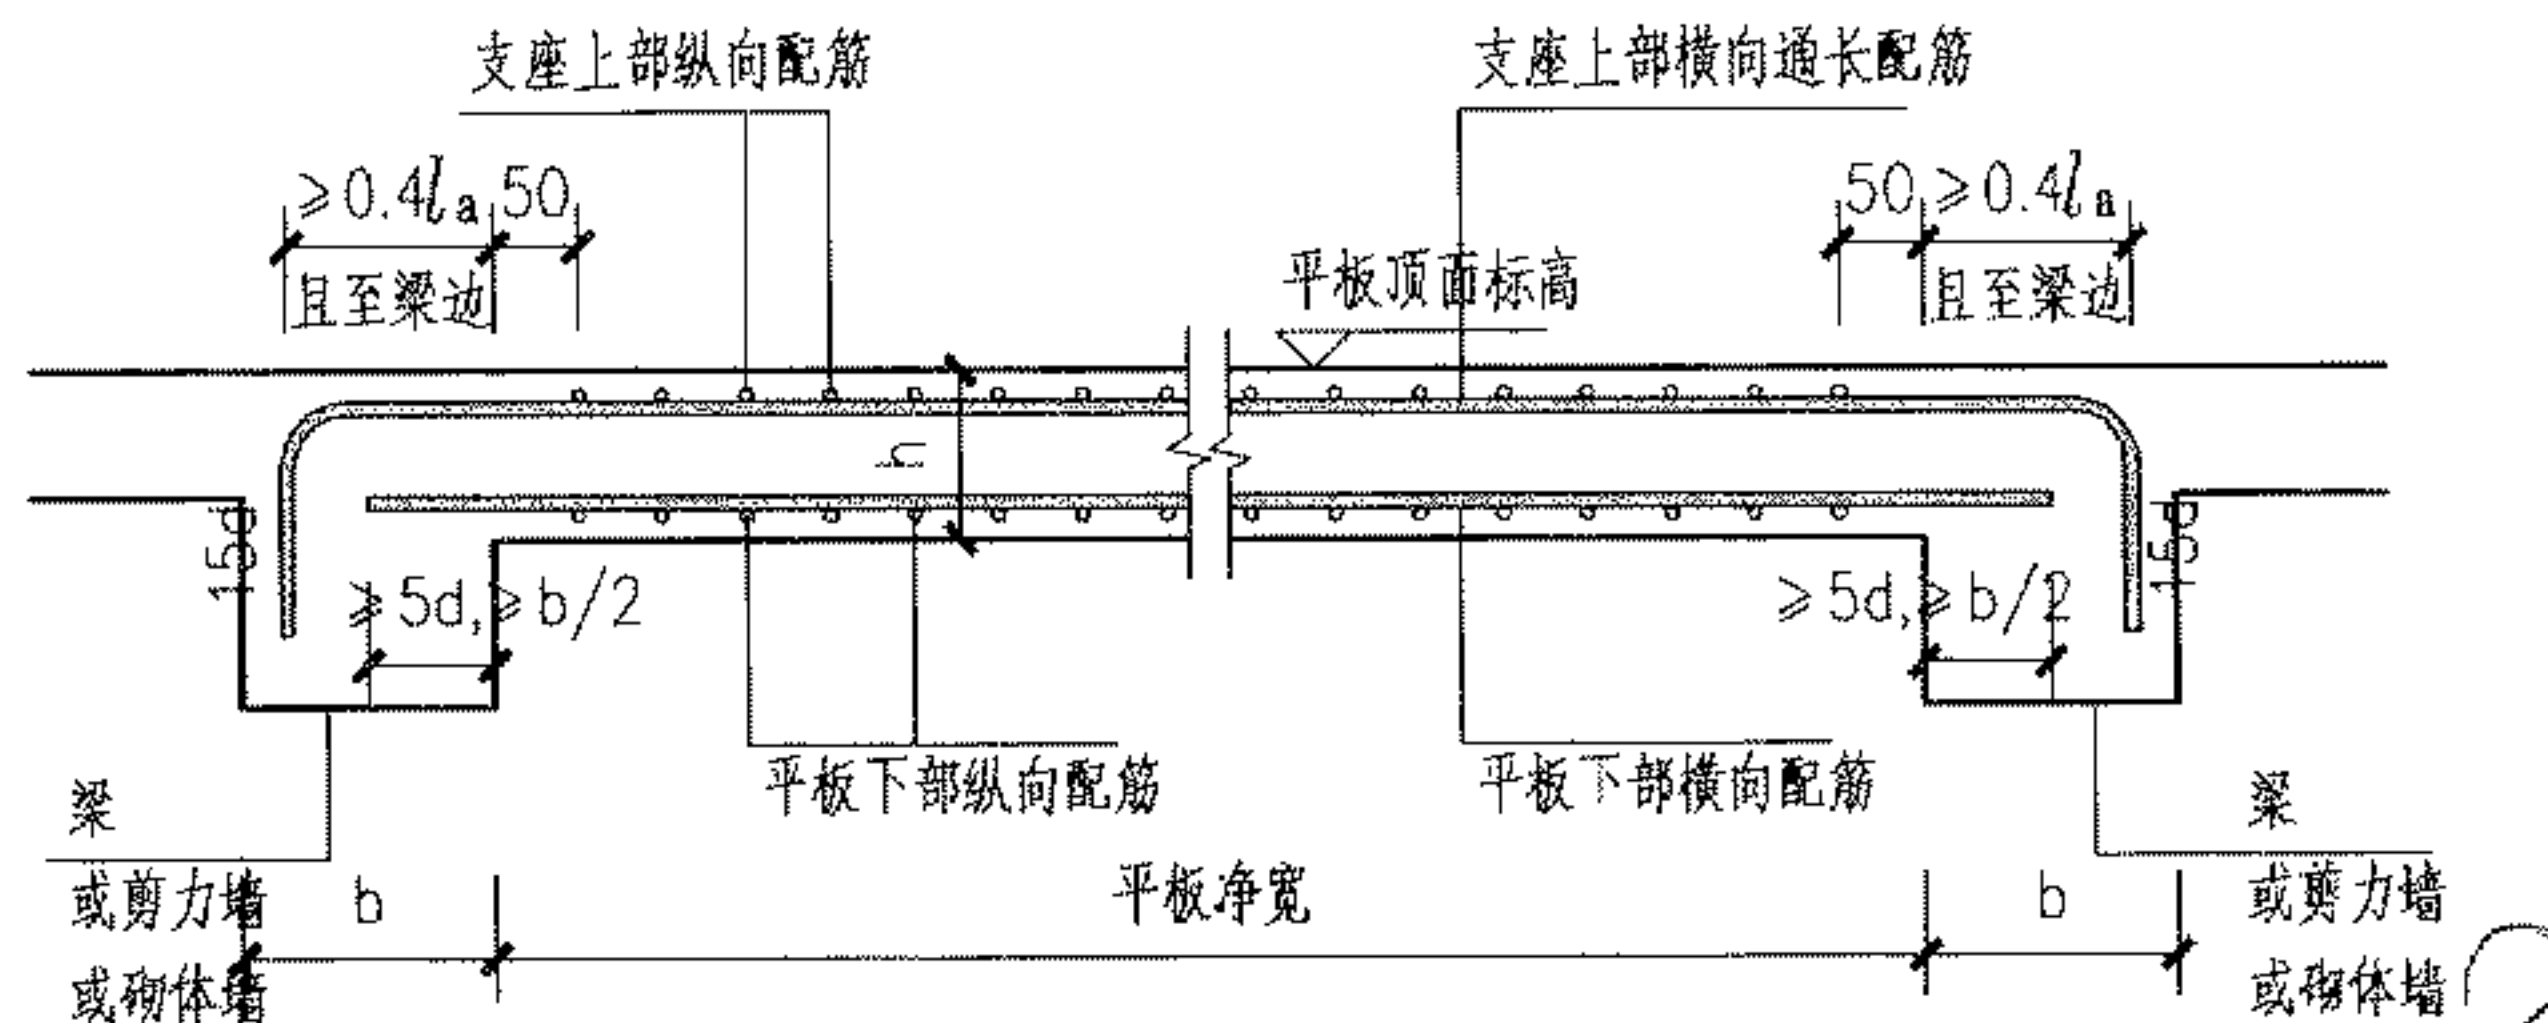 支座上部纵向配筋
支座上部横向通长配筋
≥0.4la 50
50 ≥0.4la
且至梁边
平板顶面标高
且至梁边
h
15d
15d
≥5d,≥b/2
≥5d,≥b/2
平板下部纵向配筋
平板下部横向配筋
梁
或剪力墙
或砌体墙
b
平板净宽
b
梁
或剪力墙
或砌体墙